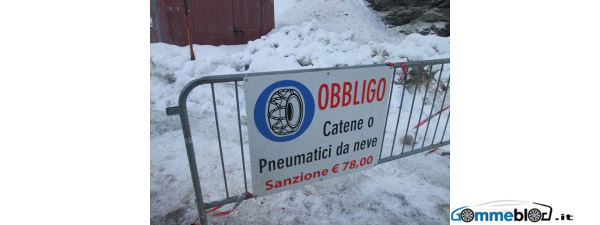 OBBLIGO
Catene o
Pneumatici da neve
Sanzione € 78,00
Gommeblog.it